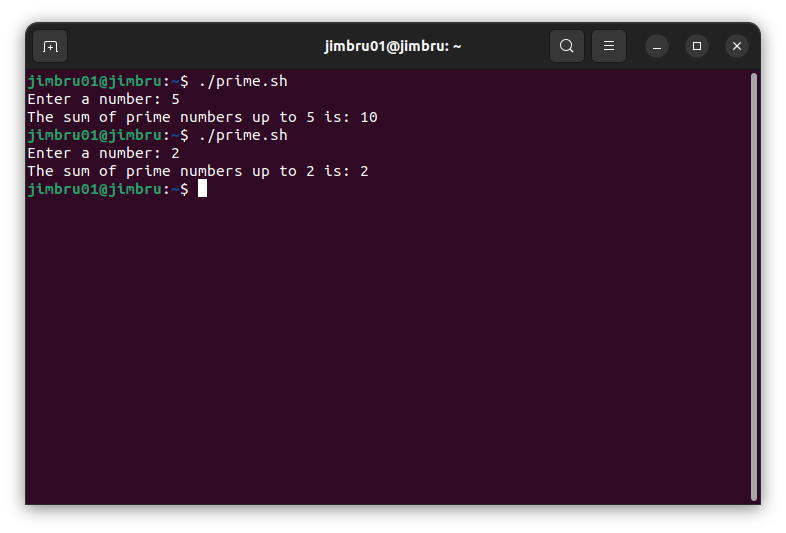 jimbru01@jimbru: ~
jimbru01@jimbru:~$ ./prime.sh
Enter a number: 5
The sum of prime numbers up to 5 is: 10
jimbru01@jimbru:~$ ./prime.sh
Enter a number: 2
The sum of prime numbers up to 2 is: 2
jimbru01@jimbru:~$